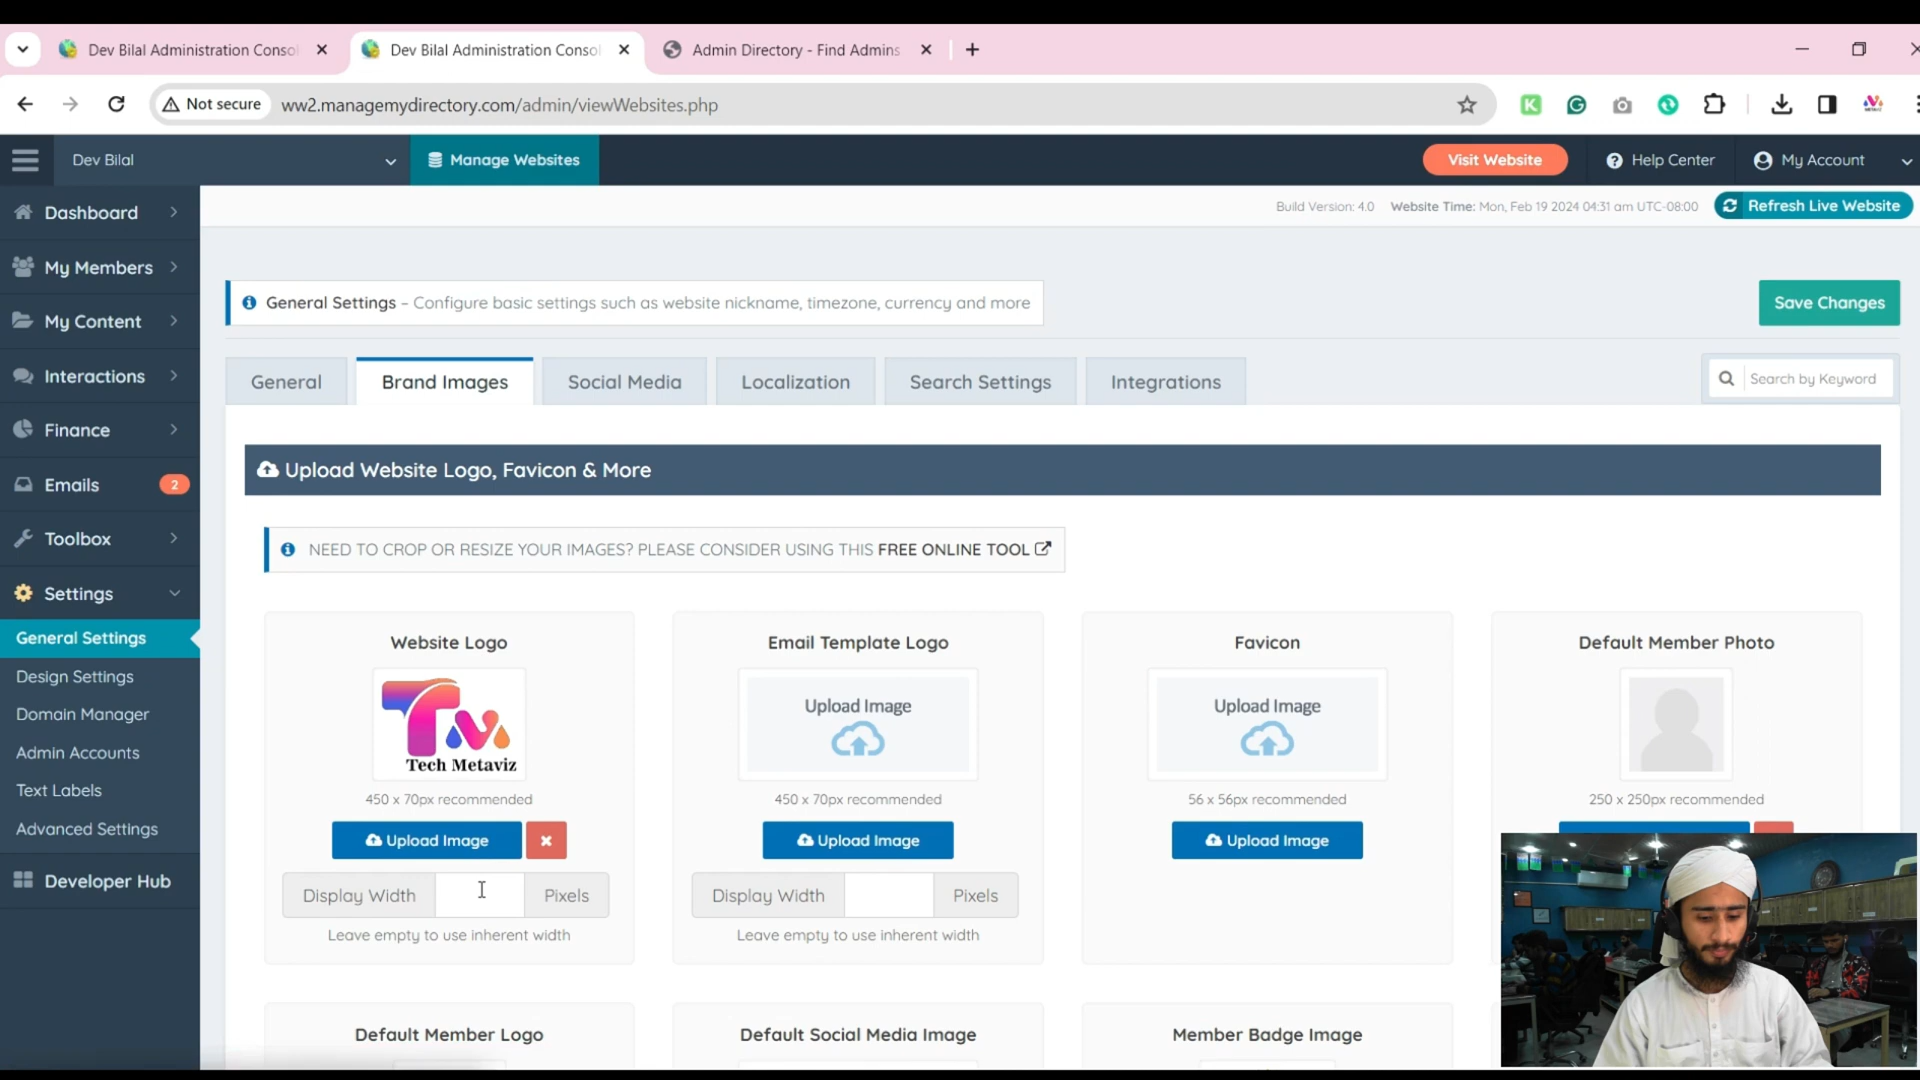 Dev Bilal Administration Conso
Dev Bilal Administration Conso
Admin Directory - Find Admins
Not secure
ww2.managemydirectory.com/admin/viewWebsites.php
Dev Bilal
Manage Websites
Visit Website
Help Center
My Account
Build Version: 4.0
Website Time: Mon, Feb 19 2024 04:31 am UTC-08:00
Refresh Live Website
Dashboard
My Members
My Content
Interactions
Finance
Emails
2
Toolbox
Settings
General Settings
Design Settings
Domain Manager
Admin Accounts
Text Labels
Advanced Settings
Developer Hub
General Settings - Configure basic settings such as website nickname, timezone, currency and more
Save Changes
General
Brand Images
Social Media
Localization
Search Settings
Integrations
Search by Keyword
Upload Website Logo, Favicon & More
NEED TO CROP OR RESIZE YOUR IMAGES? PLEASE CONSIDER USING THIS FREE ONLINE TOOL
Website Logo
Tech Metaviz
450 x 70px recommended
Upload Image
Display Width
Pixels
Leave empty to use inherent width
Email Template Logo
Upload Image
450 x 70px recommended
Upload Image
Display Width
Pixels
Leave empty to use inherent width
Favicon
Upload Image
56 x 56px recommended
Upload Image
Default Member Photo
250 x 250px recommended
Default Member Logo
Default Social Media Image
Member Badge Image